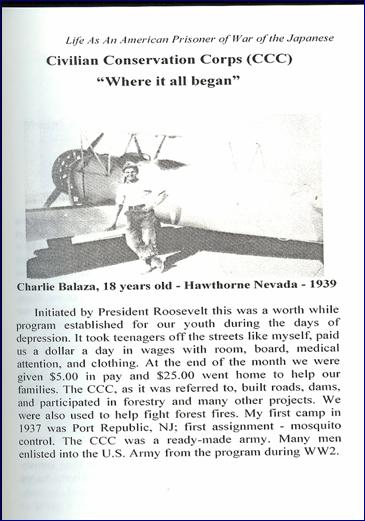 Life As An American Prisoner of War of the Japanese
Civilian Conservation Corps (CCC)
“Where it all began”
Charlie Balaza, 18 years old - Hawthorne Nevada - 1939
Initiated by President Roosevelt this was a worth while
program established for our youth during the days of
depression. It took teenagers off the streets like myself, paid
us a dollar a day in wages with room, board, medical
attention, and clothing. At the end of the month we were
given $5.00 in pay and $25.00 went home to help our
families. The CCC, as it was referred to, built roads, dams,
and participated in forestry and many other projects. We
were also used to help fight forest fires. My first camp in
1937 was Port Republic, NJ; first assignment - mosquito
control. The CCC was a ready-made army. Many men
enlisted into the U.S. Army from the program during WW2.